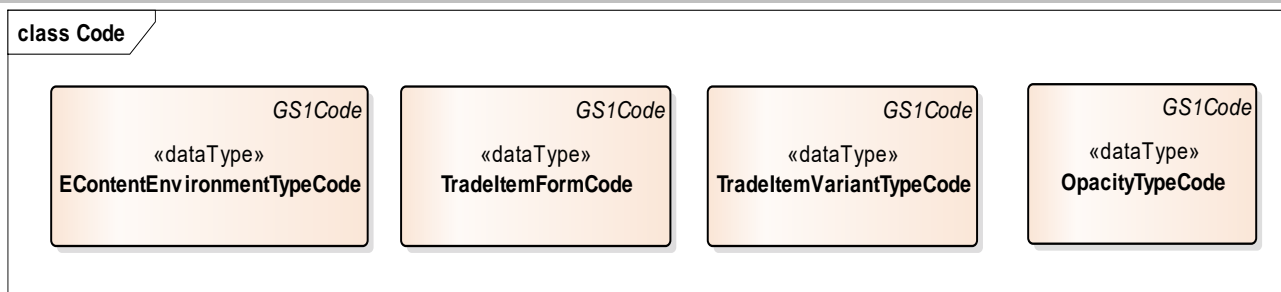 class Code
GS1Code
«dataType»
EContentEnvironmentTypeCode
GS1Code
«dataType»
TradeItemFormCode
GS1Code
«dataType»
TradeItemVariantTypeCode
GS1Code
«dataType»
OpacityTypeCode